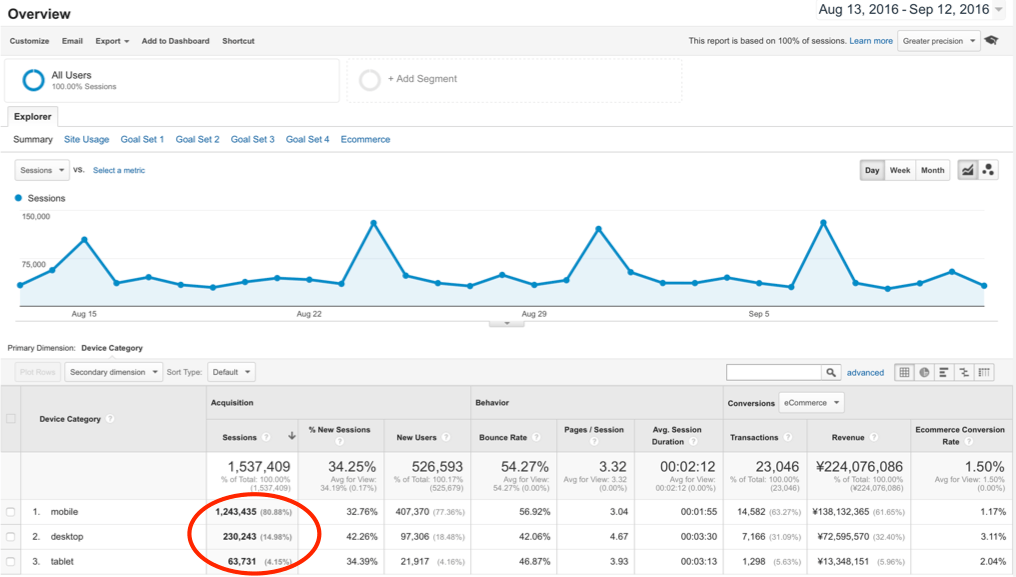 Overview
Aug 13, 2016 - Sep 12, 2016
Customize Email Export Add to Dashboard Shortcut
This report is based on 100% of sessions. Learn more Greater precision
All Users
100.00% Sessions
+ Add Segment
Explorer
Summary Site Usage Goal Set 1 Goal Set 2 Goal Set 3 Goal Set 4 Ecommerce
Sessions VS. Select a metric
Day Week Month
Sessions
150,000
75,000
Aug 15 Aug 22 Aug 29 Sep 5
Primary Dimension: Device Category
Plot Rows Secondary dimension Sort Type: Default
advanced
Acquisition Behavior Conversions eCommerce
Device Category ? Sessions ? % New Sessions ? New Users ? Bounce Rate ? Pages / Session ? Avg. Session Duration ? Transactions ? Revenue ? Ecommerce Conversion Rate ?
1,537,409 34.25% 526,593 54.27% 3.32 00:02:12 23,046 ¥224,076,086 1.50%
% of Total: 100.00% Avg for View: % of Total: 100.17% Avg for View: Avg for View: 3.32 Avg for View: % of Total: 100.00% % of Total: 100.00% Avg for View: 1.50%
(1,537,409) 34.19% (0.17%) (525,679) 54.27% (0.00%) (0.00%) 00:02:12 (0.00%) (23,046) (¥224,076,086) (0.00%)
1. mobile 1,243,435 (80.88%) 32.76% 407,370 (77.36%) 56.92% 3.04 00:01:55 14,582 (63.27%) ¥138,132,365 (61.65%) 1.17%
2. desktop 230,243 (14.98%) 42.26% 97,306 (18.48%) 42.06% 4.67 00:03:30 7,166 (31.09%) ¥72,595,570 (32.40%) 3.11%
3. tablet 63,731 (4.15%) 34.39% 21,917 (4.16%) 46.87% 3.93 00:03:13 1,298 (5.63%) ¥13,348,151 (5.96%) 2.04%